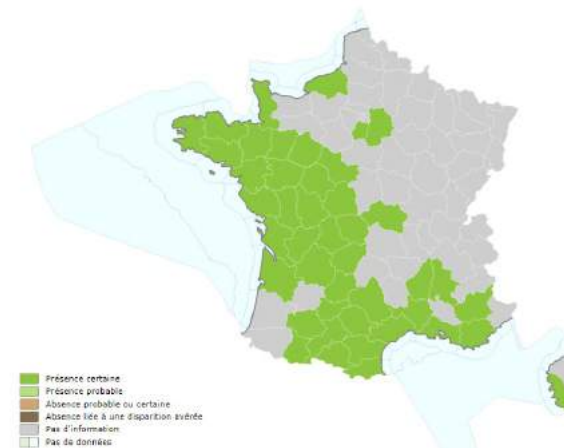 Présence certaine
Présence probable
Absence probable ou certaine
Absence liée à une disparition avérée
Pas d'information
Pas de données